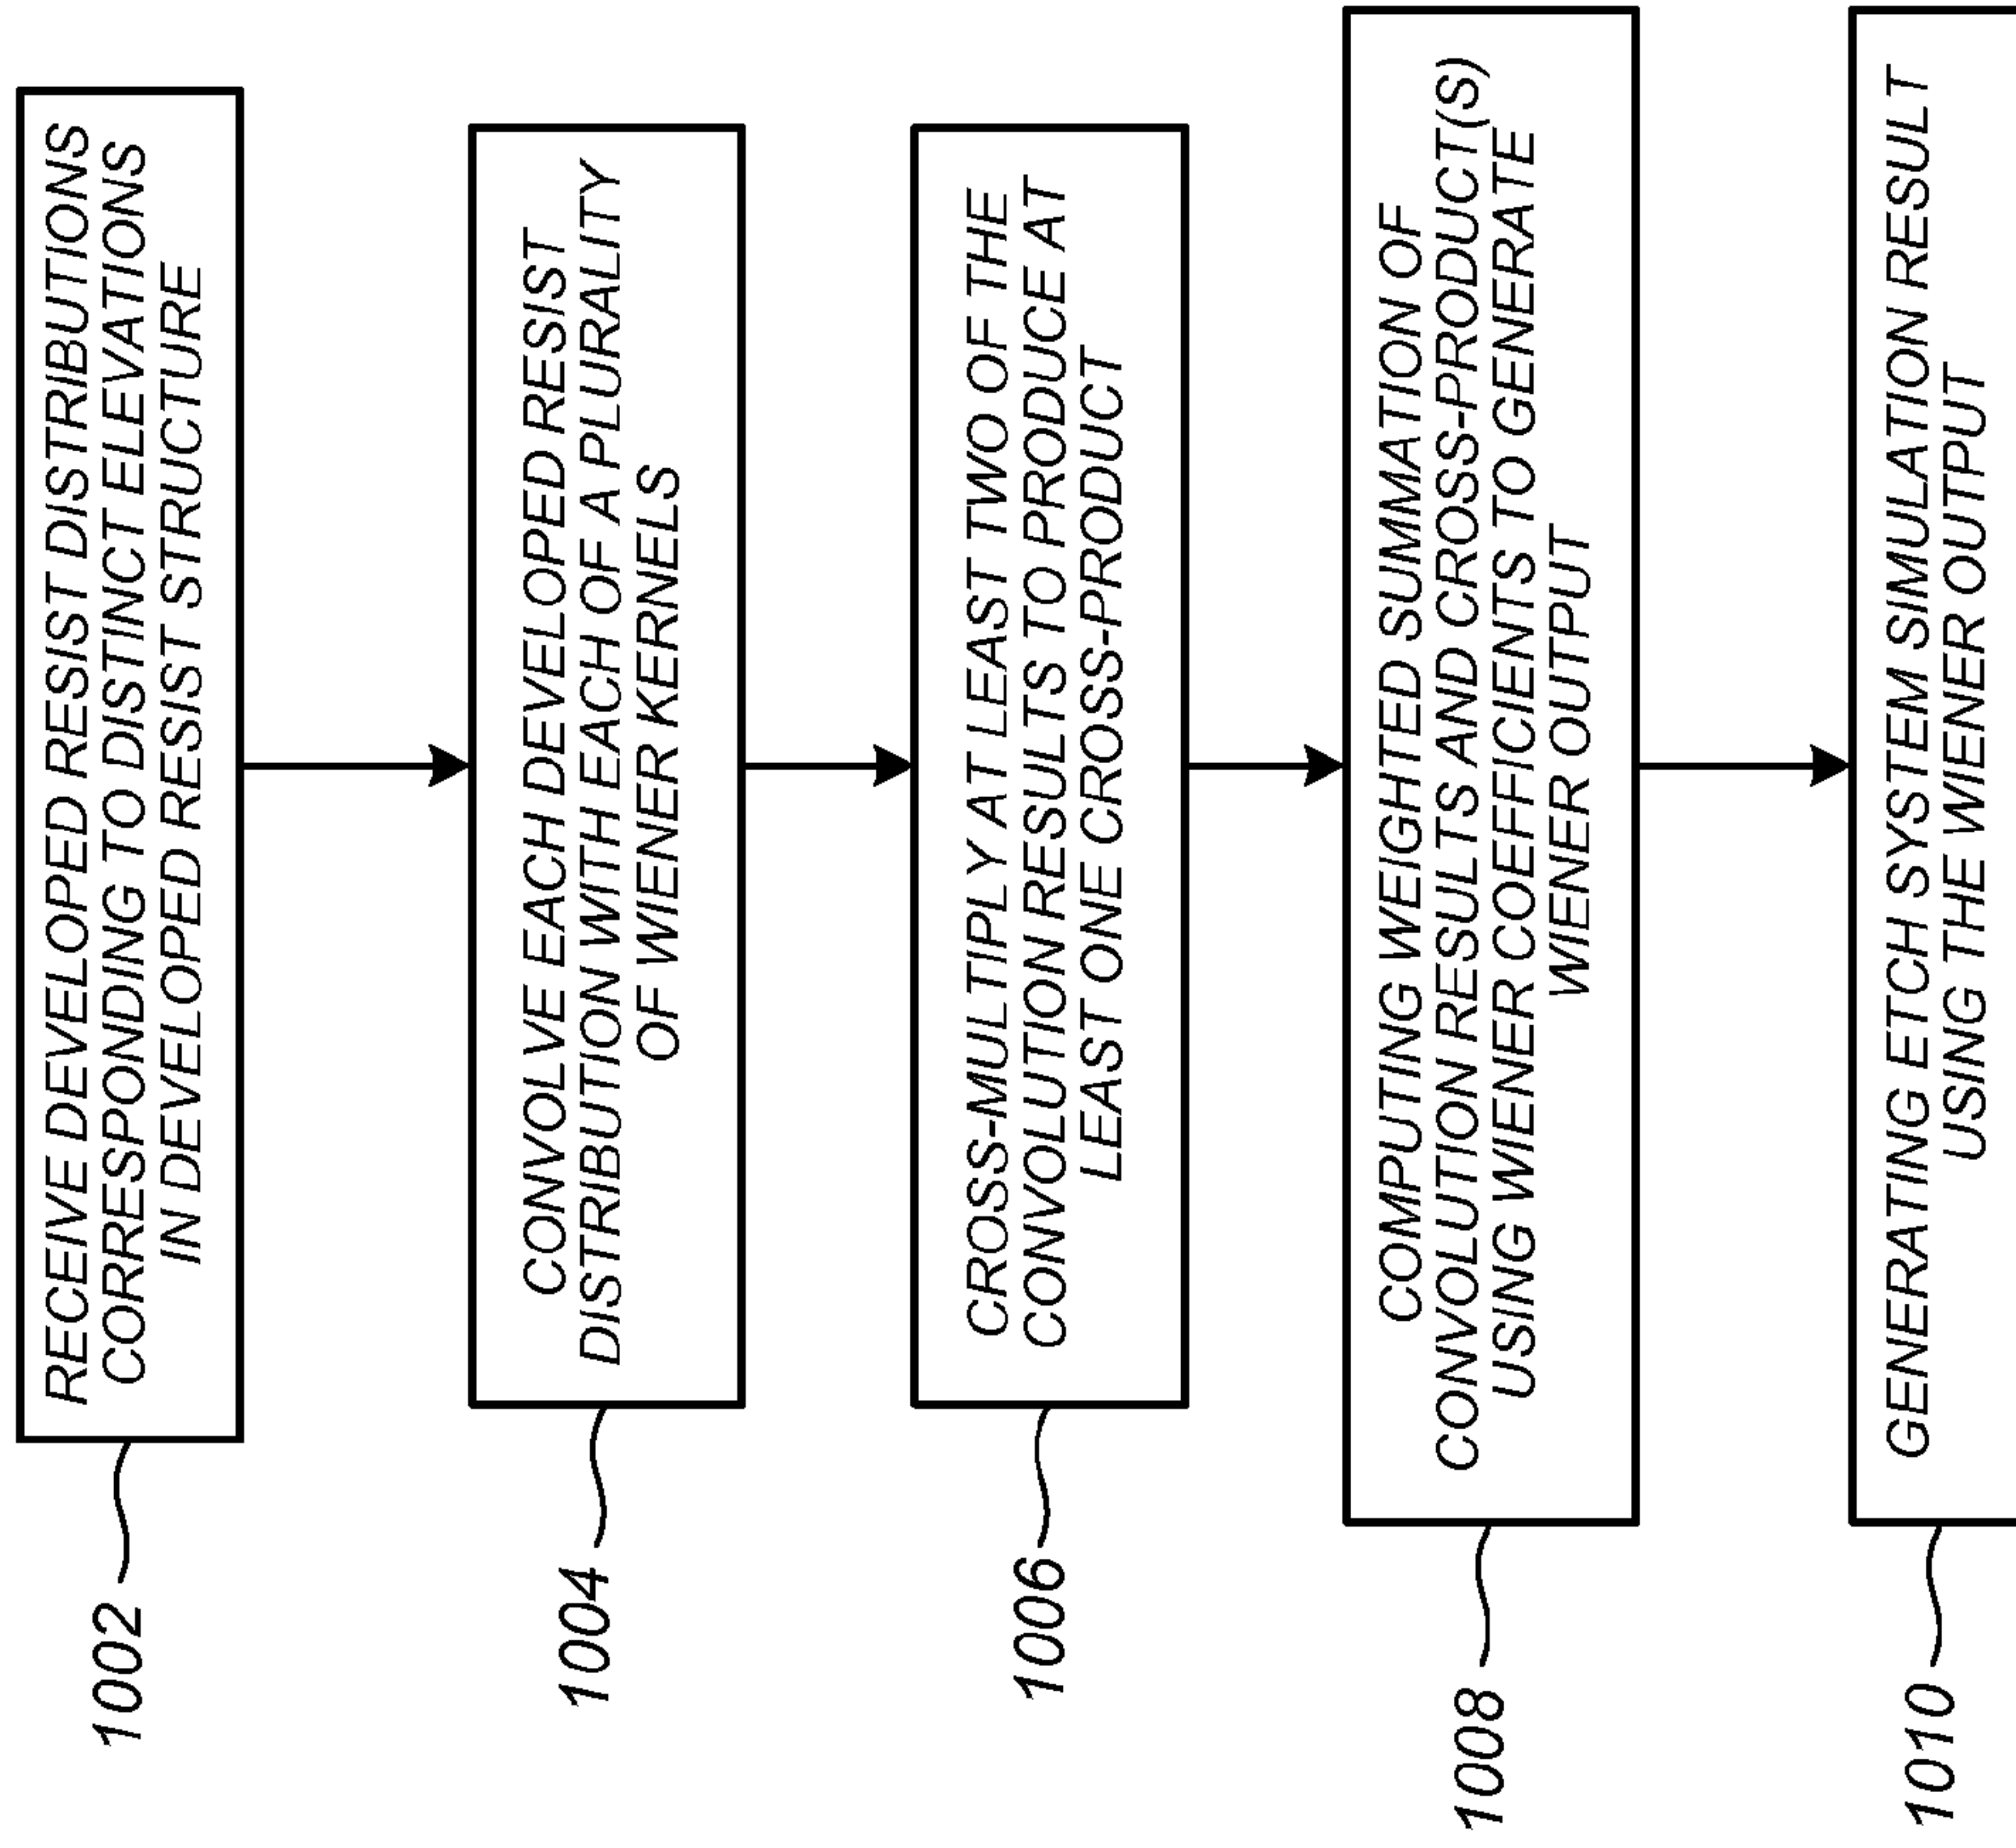 1002
RECEIVE DEVELOPED RESIST DISTRIBUTIONS
CORRESPONDING TO DISTINCT ELEVATIONS
IN DEVELOPED RESIST STRUCTURE
1004
CONVOLVE EACH DEVELOPED RESIST
DISTRIBUTION WITH EACH OF A PLURALITY
OF WIENER KERNELS
1006
CROSS-MULTIPLY AT LEAST TWO OF THE
CONVOLUTION RESULTS TO PRODUCE AT
LEAST ONE CROSS-PRODUCT
1008
COMPUTING WEIGHTED SUMMATION OF
CONVOLUTION RESULTS AND CROSS-PRODUCT(S)
USING WIENER COEFFICIENTS TO GENERATE
WIENER OUTPUT
1010
GENERATING ETCH SYSTEM SIMULATION RESULT
USING THE WIENER OUTPUT